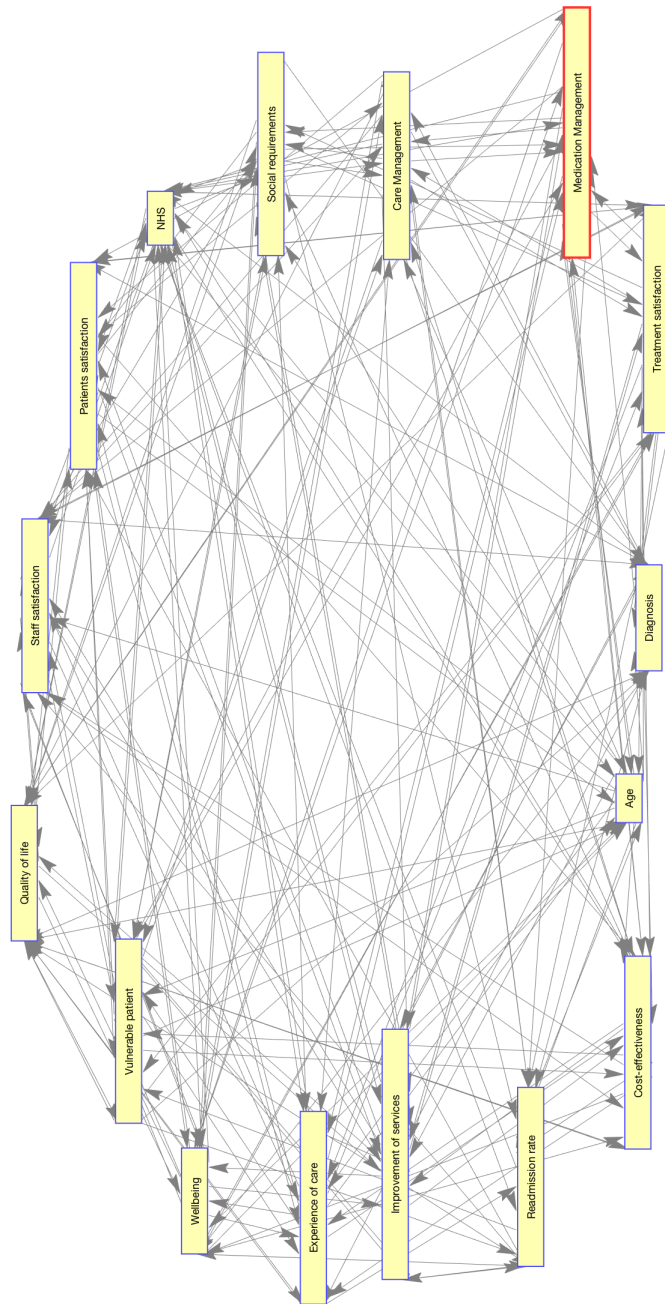 Medication Management
Care Management
Social requirements
NHS
Treatment satisfaction
Patients satisfaction
Staff satisfaction
Diagnosis
Age
Quality of life
Vulnerable patient
Cost-effectiveness
Wellbeing
Experience of care
Improvement of services
Readmission rate